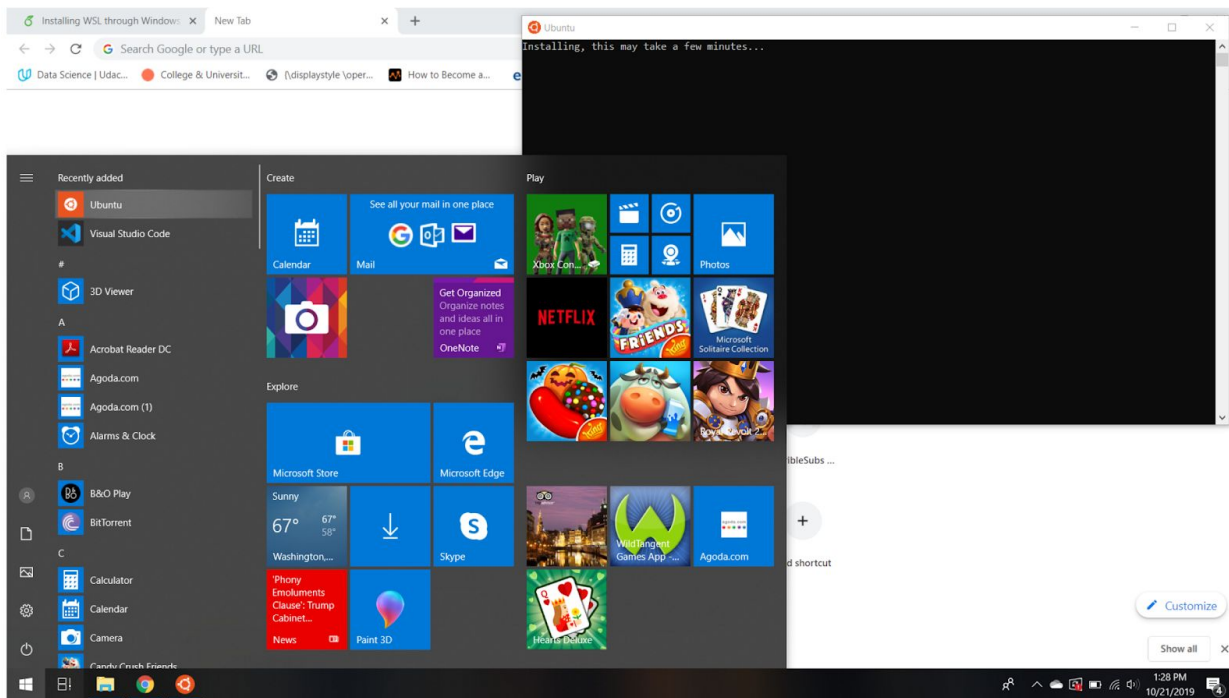 Installing WSL through Windows
New Tab
Search Google or type a URL
Data Science | Udac...
College & Universit...
[\displaystyle \oper...
How to Become a...
Ubuntu
Installing, this may take a few minutes...
Recently added
Ubuntu
Visual Studio Code
#
3D Viewer
A
Acrobat Reader DC
Agoda.com
Agoda.com (1)
Alarms & Clock
B
B&O Play
BitTorrent
C
Calculator
Calendar
Camera
Candy Crush Friends
Create
Calendar
See all your mail in one place
Mail
Get Organized
Organize notes
and ideas all in
one place
OneNote
Explore
Microsoft Store
Microsoft Edge
Sunny
67° 67°
58°
Washington,...
Skype
'Phony
Emoluments
Clause': Trump
Cabinet...
News
Paint 3D
Play
Xbox Con...
Photos
NETFLIX
FRIENDS
King
Microsoft
Solitaire Collection
King
Royal Revolt 2...
WildTangent
Games App -...
agoda.com
Agoda.com
Hearts Deluxe
ibleSubs ...
d shortcut
Customize
Show all
1:28 PM
10/21/2019
4